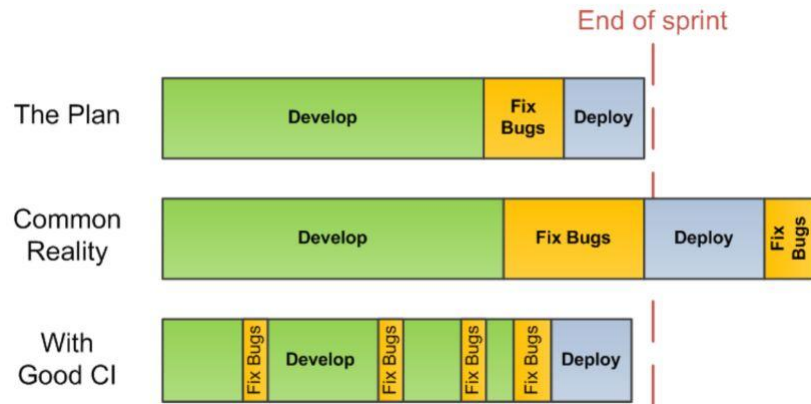 End of sprint
The Plan
Develop
Fix
Bugs
Deploy
Common
Reality
Develop
Fix Bugs
Deploy
Fix
Bugs
With
Good CI
Fix Bugs
Develop
Fix Bugs
Fix Bugs
Fix Bugs
Deploy